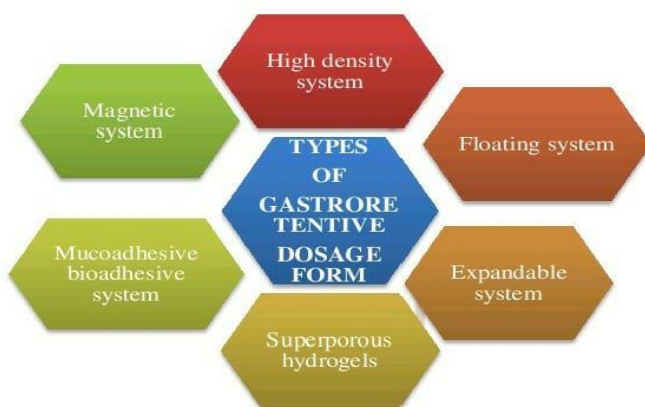 High density
system
Magnetic
system
Floating system
TYPES
OF
GASTRORE
TENTIVE
DOSAGE
FORM
Mucoadhesive
bioadhesive
system
Expandable
system
Superporous
hydrogels